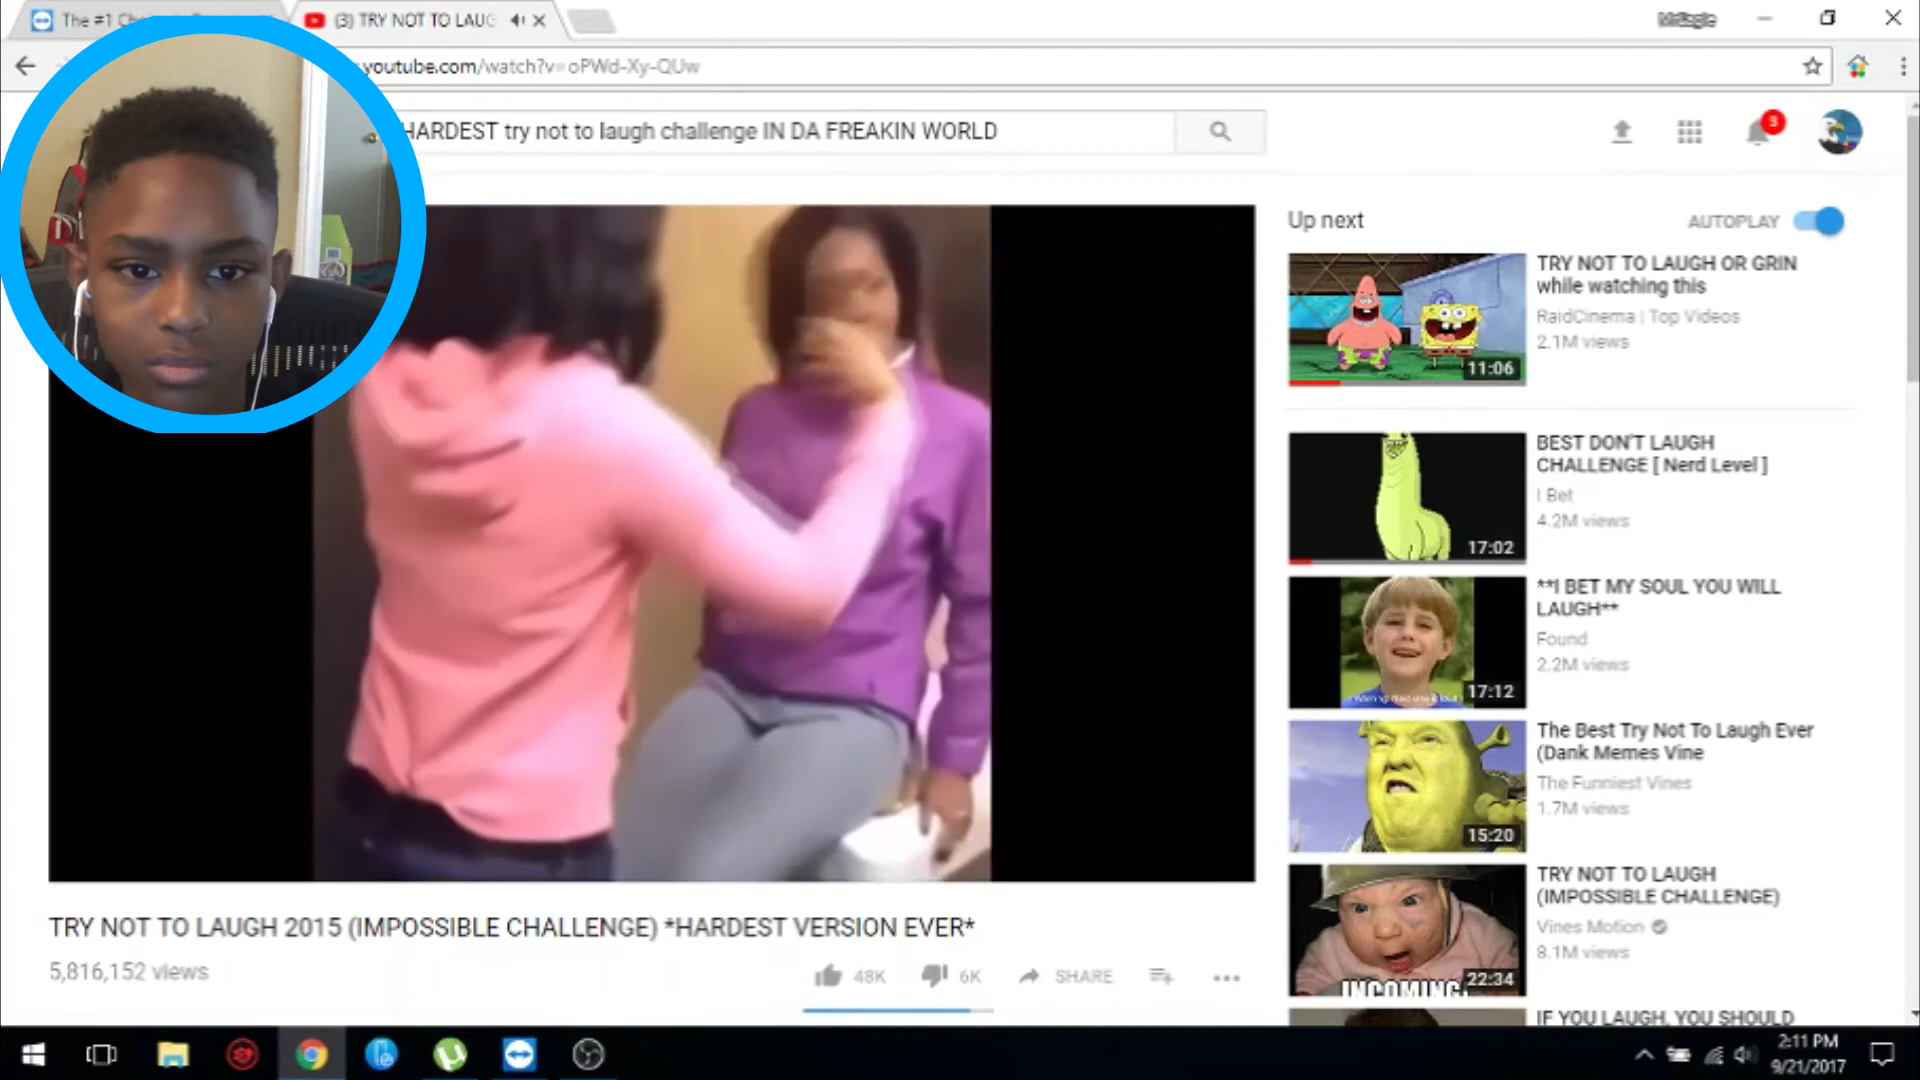 The #1 Ch
(3) TRY NOT TO LAUG
MrEagle
youtube.com/watch?v=oPWd-Xy-QUw
HARDEST try not to laugh challenge IN DA FREAKIN WORLD
3
Up next
AUTOPLAY
TRY NOT TO LAUGH OR GRIN
while watching this
RaidCinema | Top Videos
2.1M views
11:06
BEST DON'T LAUGH
CHALLENGE [ Nerd Level ]
I Bet
4.2M views
17:02
**I BET MY SOUL YOU WILL
LAUGH**
Found
2.2M views
17:12
The Best Try Not To Laugh Ever
(Dank Memes Vine
The Funniest Vines
1.7M views
15:20
TRY NOT TO LAUGH
(IMPOSSIBLE CHALLENGE)
Vines Motion
8.1M views
INCOMING!
22:34
IF YOU LAUGH, YOU SHOULD
TRY NOT TO LAUGH 2015 (IMPOSSIBLE CHALLENGE) *HARDEST VERSION EVER*
5,816,152 views
48K
6K
SHARE
2:11 PM
9/21/2017